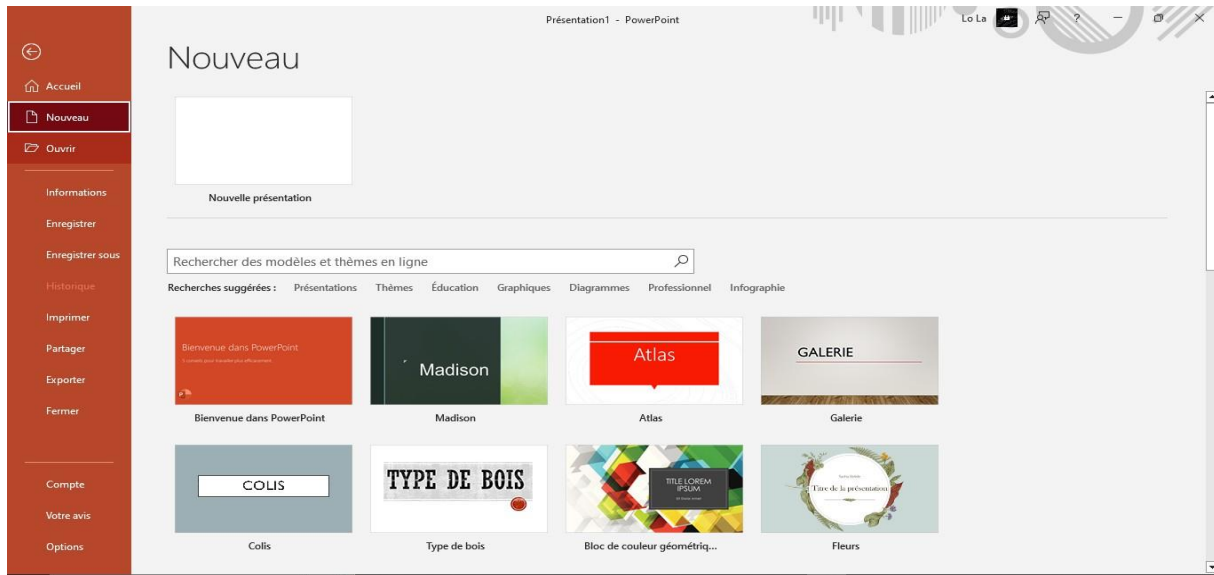 Présentation1 - PowerPoint
Lo La
?
Nouveau
Accueil
Nouveau
Ouvrir
Informations
Enregistrer
Enregistrer sous
Historique
Imprimer
Partager
Exporter
Fermer
Compte
Votre avis
Options
Nouvelle présentation
Rechercher des modèles et thèmes en ligne
Recherches suggérées : Présentations Thèmes Éducation Graphiques Diagrammes Professionnel Infographie
Bienvenue dans PowerPoint
Madison
Atlas
GALERIE
Bienvenue dans PowerPoint
Madison
Atlas
Galerie
COLIS
TYPE DE BOIS
TITLE LOREM
IPSUM
Titre de la présentation
Colis
Type de bois
Bloc de couleur géométriq...
Fleurs